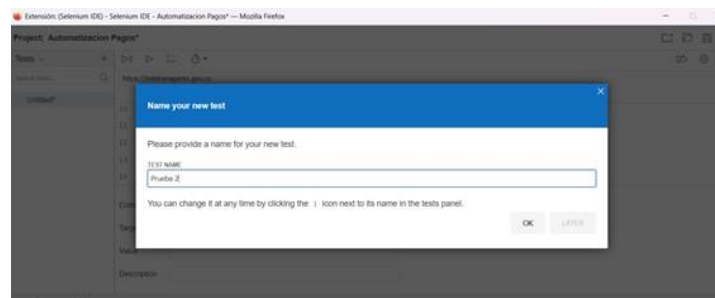 Extensión: (Selenium IDE) - Selenium IDE - Automatizacion Pagos* — Mozilla Firefox
Project: Automatizacion Pagos*
Tests
Untitled*
Name your new test
Please provide a name for your new test.
TEST NAME
Prueba 2
You can change it at any time by clicking the ⋮ icon next to its name in the tests panel.
OK
LATER
Value
Description